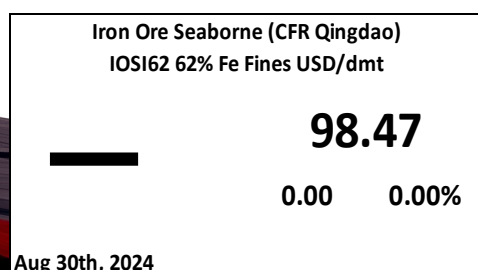 Iron Ore Seaborne (CFR Qingdao)
IOSI62 62% Fe Fines USD/dmt
98.47
0.00 0.00%
Aug 30th, 2024